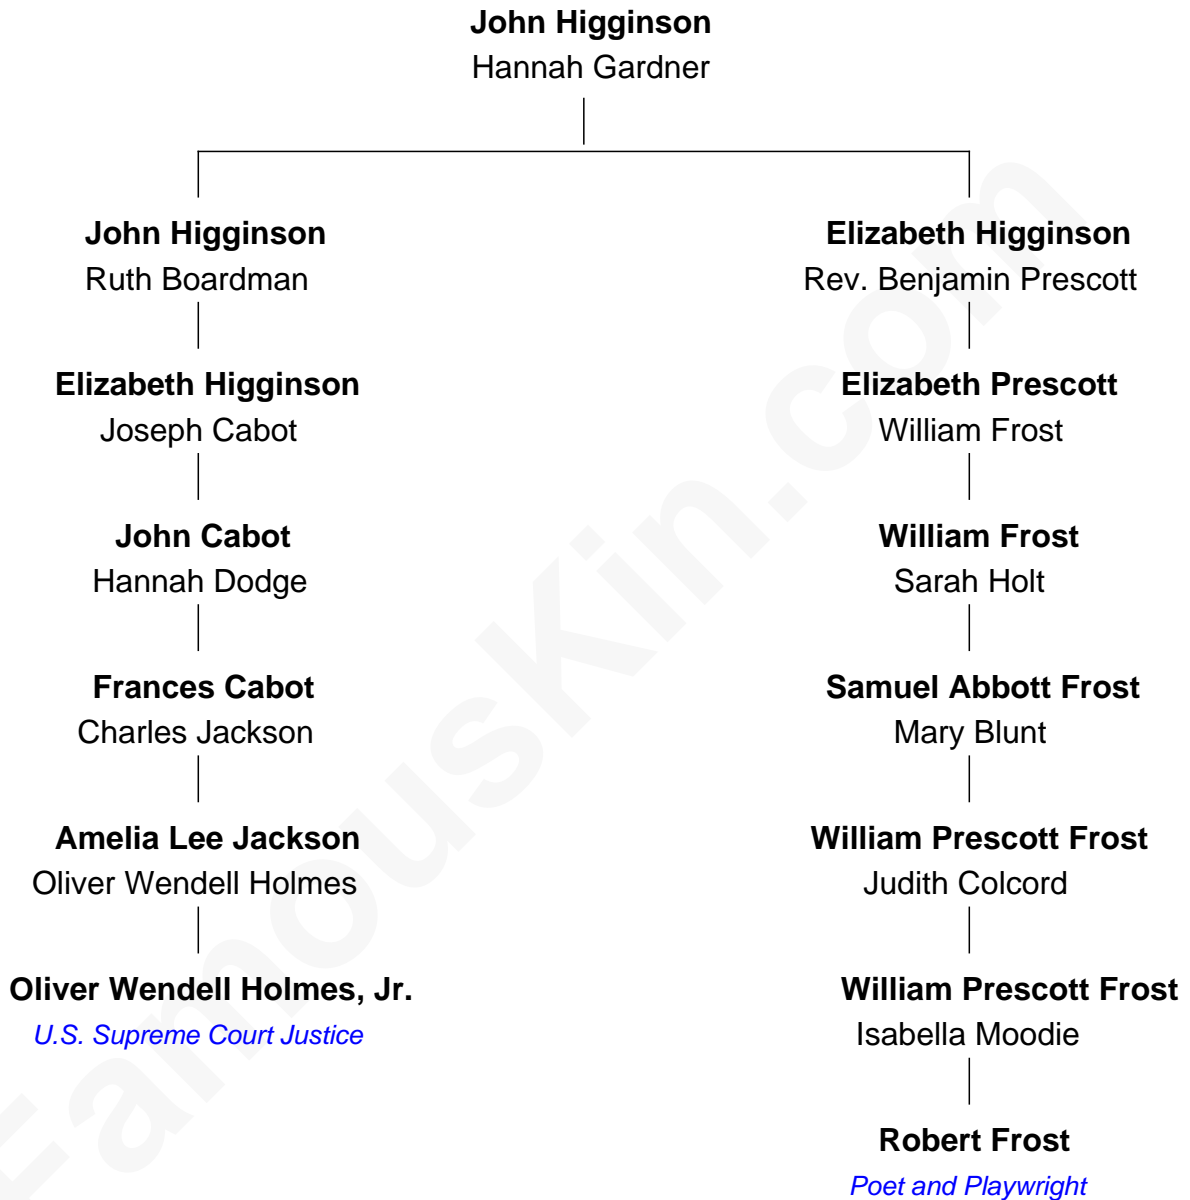 John Higginson
Hannah Gardner
John Higginson
Ruth Boardman
Elizabeth Higginson
Rev. Benjamin Prescott
Elizabeth Higginson
Joseph Cabot
Elizabeth Prescott
William Frost
John Cabot
Hannah Dodge
William Frost
Sarah Holt
Frances Cabot
Charles Jackson
Samuel Abbott Frost
Mary Blunt
Amelia Lee Jackson
Oliver Wendell Holmes
William Prescott Frost
Judith Colcord
Oliver Wendell Holmes, Jr.
U.S. Supreme Court Justice
William Prescott Frost
Isabella Moodie
Robert Frost
Poet and Playwright
FamousKin.com